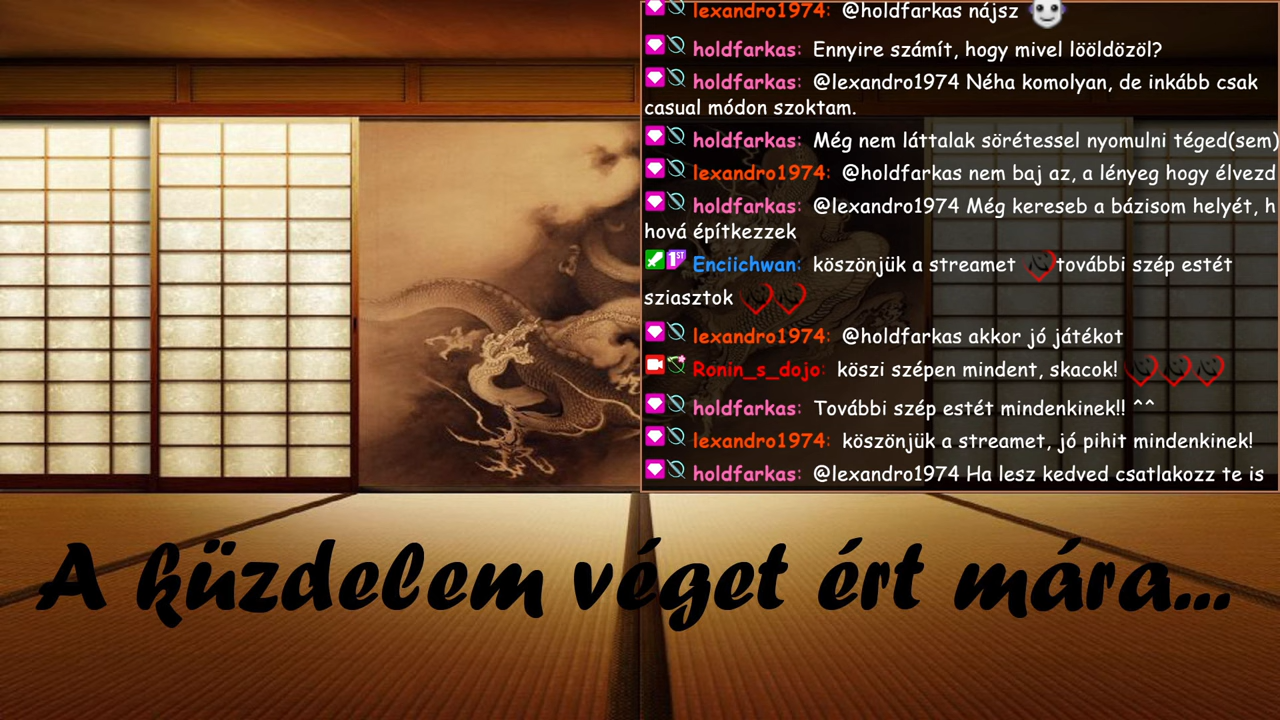 lexandro1974: @holdfarkas nájsz
holdfarkas: Ennyire számít, hogy mivel lööldözöl?
holdfarkas: @lexandro1974 Néha komolyan, de inkább csak
casual módon szoktam.
holdfarkas: Még nem láttalak sörétessel nyomulni téged(sem)
lexandro1974: @holdfarkas nem baj az, a lényeg hogy élvezd
holdfarkas: @lexandro1974 Még kereseb a bázisom helyét, h
hová építkezzek
1ST Enciichwan: köszönjük a streamet további szép estét
sziasztok
lexandro1974: @holdfarkas akkor jó játékot
Ronin_s_dojo: köszi szépen mindent, skacok!
holdfarkas: További szép estét mindenkinek!! ^^
lexandro1974: köszönjük a streamet, jó pihit mindenkinek!
holdfarkas: @lexandro1974 Ha lesz kedved csatlakozz te is
A küzdelem véget ért mára...